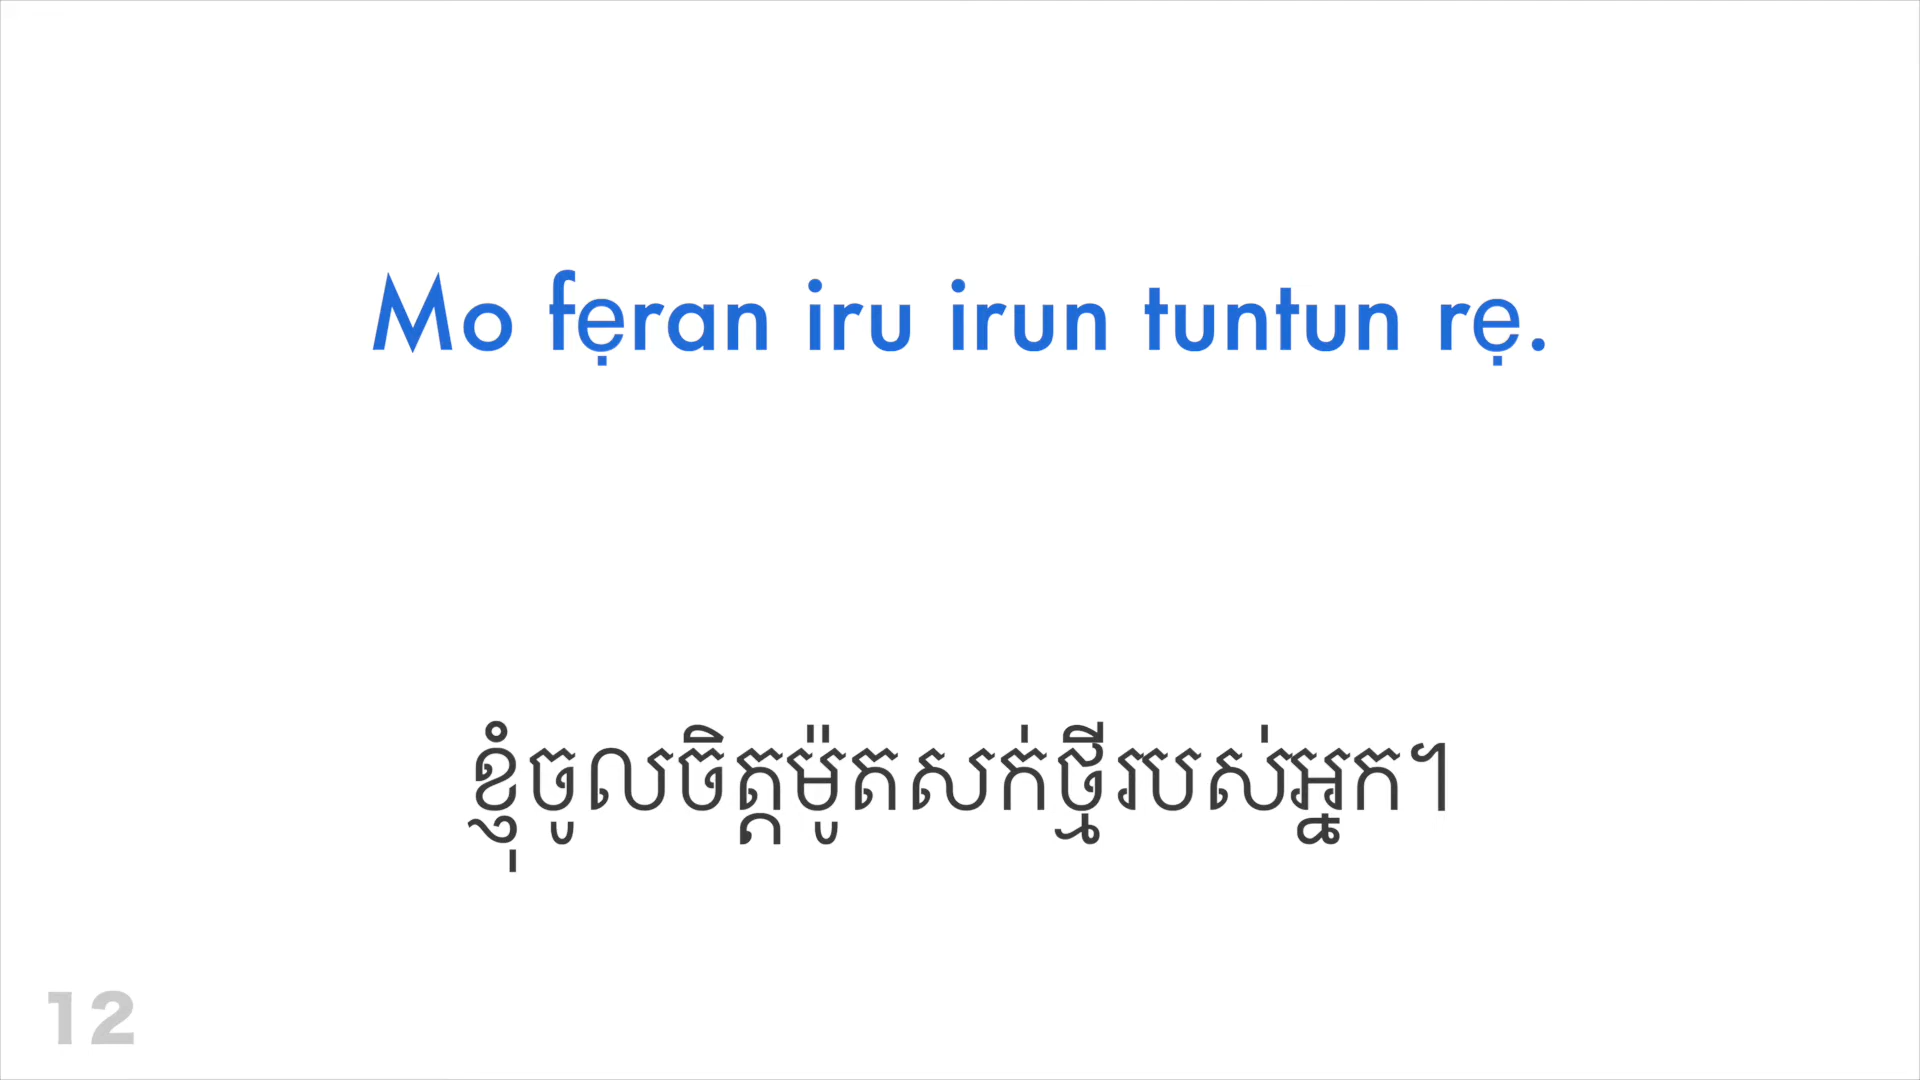 Mo fẹran iru irun tuntun rẹ.
ខ្ញុំចូលចិត្តម៉ូតសក់ថ្មីរបស់អ្នក។
12